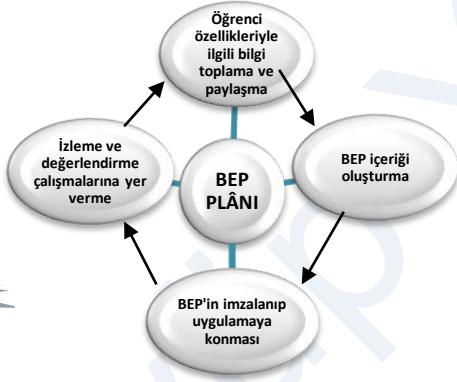 Öğrenci
özellikleriyle
ilgili bilgi
toplama ve
paylaşma
İzleme ve
değerlendirme
çalışmalarına yer
verme
BEP
PLÂNI
BEP içeriği
oluşturma
BEP'in imzalanıp
uygulamaya
konması